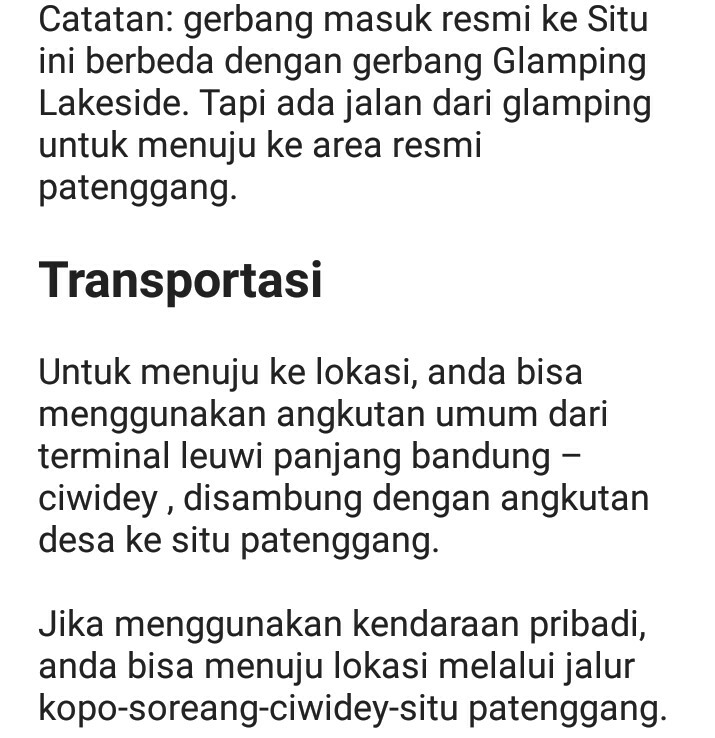 Catatan: gerbang masuk resmi ke Situ
ini berbeda dengan gerbang Glamping
Lakeside. Tapi ada jalan dari glamping
untuk menuju ke area resmi
patenggang.
Transportasi
Untuk menuju ke lokasi, anda bisa
menggunakan angkutan umum dari
terminal leuwi panjang bandung –
ciwidey , disambung dengan angkutan
desa ke situ patenggang.
Jika menggunakan kendaraan pribadi,
anda bisa menuju lokasi melalui jalur
kopo-soreang-ciwidey-situ patenggang.